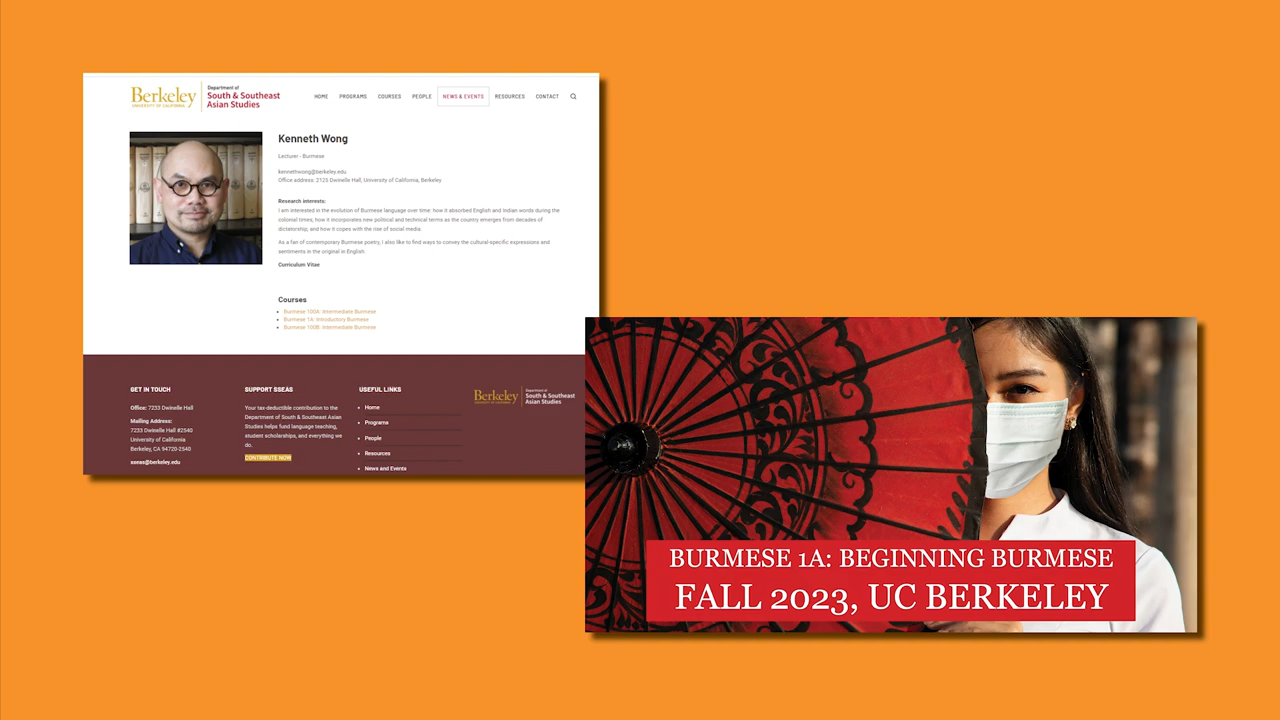 Berkeley
UNIVERSITY OF CALIFORNIA
Department of
South & Southeast
Asian Studies
HOME
PROGRAMS
COURSES
PEOPLE
NEWS & EVENTS
RESOURCES
CONTACT
Kenneth Wong
Lecturer - Burmese
kennethwong@berkeley.edu
Office address: 2125 Dwinelle Hall, University of California, Berkeley
Research interests:
I am interested in the evolution of Burmese language over time: how it absorbed English and Indian words during the
colonial times; how it incorporates new political and technical terms as the country emerges from decades of
dictatorship, and how it copes with the rise of social media.
As a fan of contemporary Burmese poetry, I also like to find ways to convey the cultural-specific expressions and
sentiments in the original in English.
Curriculum Vitae
Courses
Burmese 100A: Intermediate Burmese
Burmese 1A: Introductory Burmese
Burmese 100B: Intermediate Burmese
GET IN TOUCH
Office: 7233 Dwinelle Hall
Mailing Address:
7233 Dwinelle Hall #2540
University of California
Berkeley, CA 94720-2540
sseas@berkeley.edu
SUPPORT SSEAS
Your tax-deductible contribution to the
Department of South & Southeast Asian
Studies helps fund language teaching,
student scholarships, and everything we
do.
CONTRIBUTE NOW
USEFUL LINKS
Home
Programs
People
Resources
News and Events
Berkeley
UNIVERSITY OF CALIFORNIA
Department of
South & Southeast
Asian Studies
BURMESE 1A: BEGINNING BURMESE
FALL 2023, UC BERKELEY